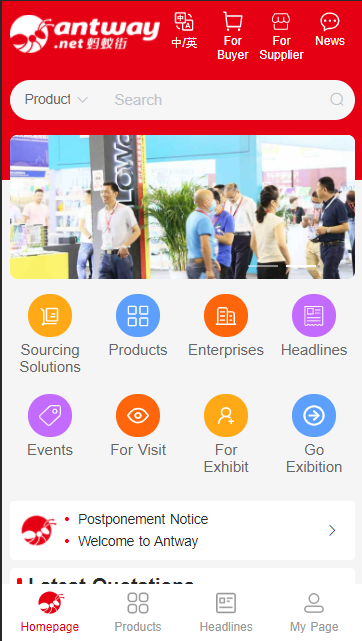 antway
.net 蚂蚁街
中/英
For
Buyer
For
Supplier
News
Product
Search
Sourcing
Solutions
Products
Enterprises
Headlines
Events
For Visit
For
Exhibit
Go
Exibition
Postponement Notice
Welcome to Antway
Latest Quotations
Homepage
Products
Headlines
My Page